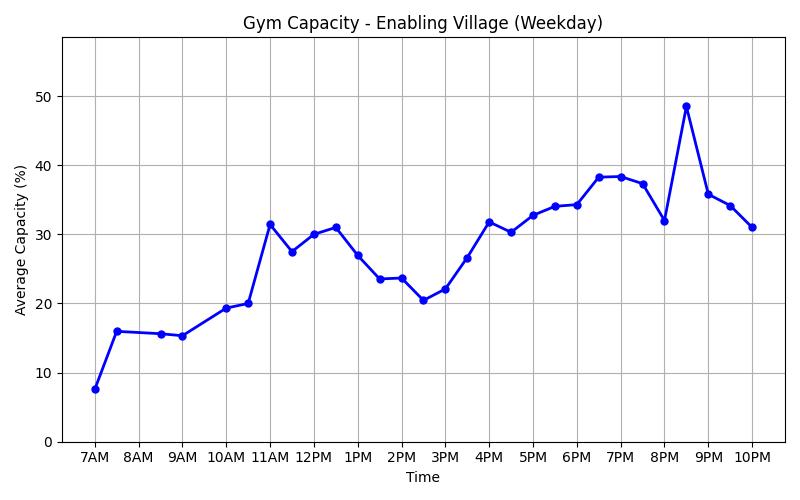 Gym Capacity - Enabling Village (Weekday)
Average Capacity (%)
50
40
30
20
10
0
7AM 8AM 9AM 10AM 11AM 12PM 1PM 2PM 3PM 4PM 5PM 6PM 7PM 8PM 9PM 10PM
Time